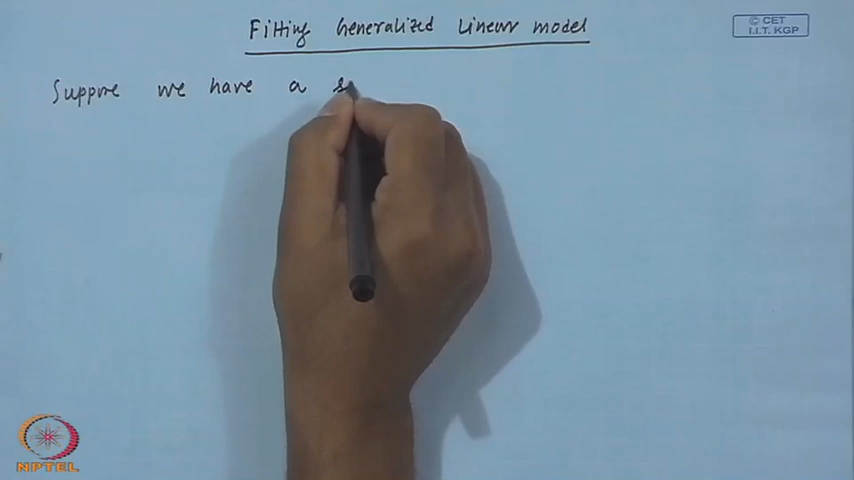 Fitting Generalized Linear model
© CET
I.I.T. KGP
Suppose we have a s
NPTEL